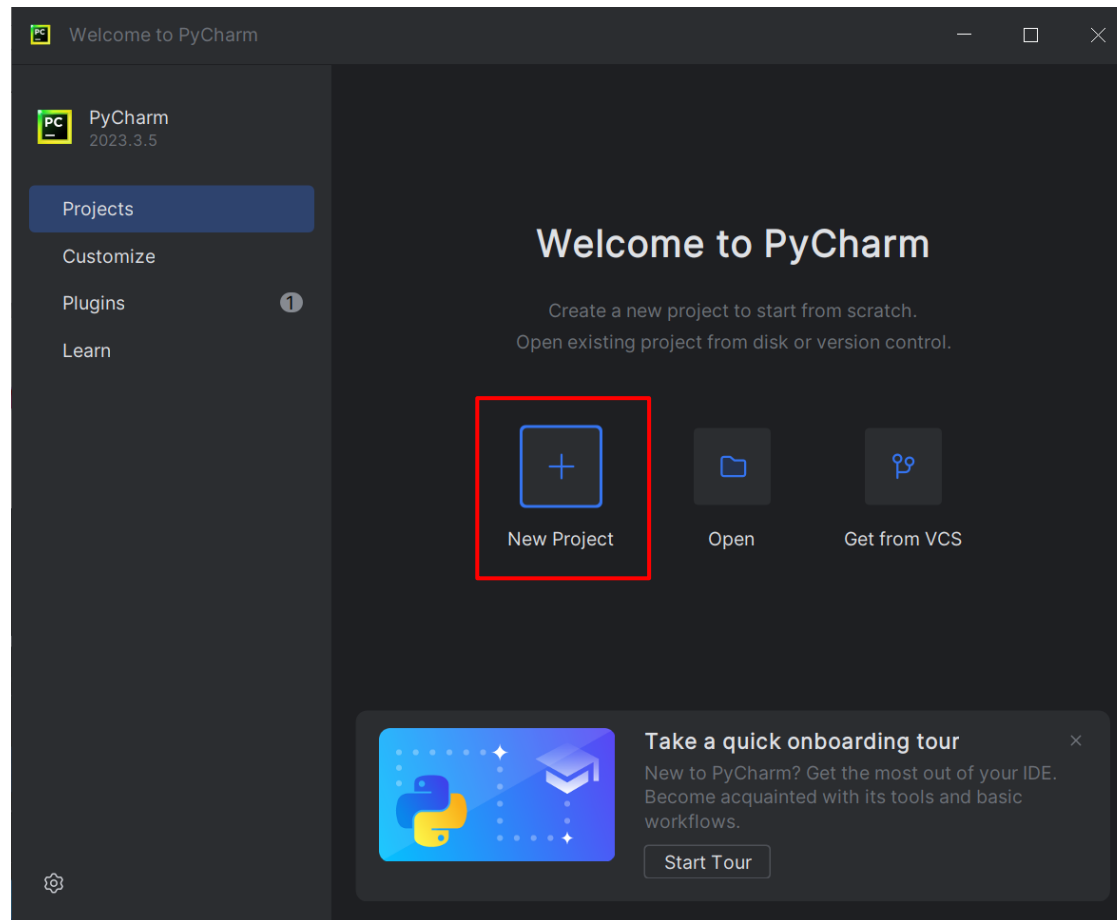 PC Welcome to PyCharm
PC PyCharm
2023.3.5
Projects
Customize
Plugins 1
Learn
Welcome to PyCharm
Create a new project to start from scratch.
Open existing project from disk or version control.
New Project Open Get from VCS
Take a quick onboarding tour
New to PyCharm? Get the most out of your IDE.
Become acquainted with its tools and basic
workflows.
Start Tour